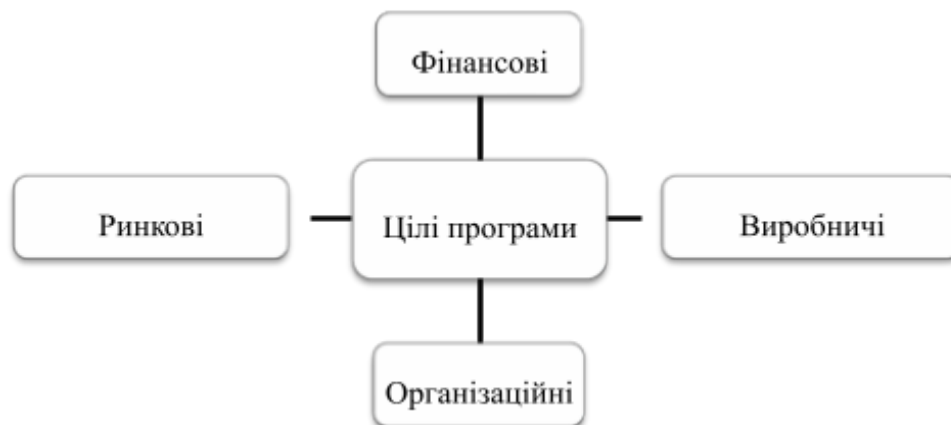 Фінансові
Ринкові
Цілі програми
Виробничі
Організаційні